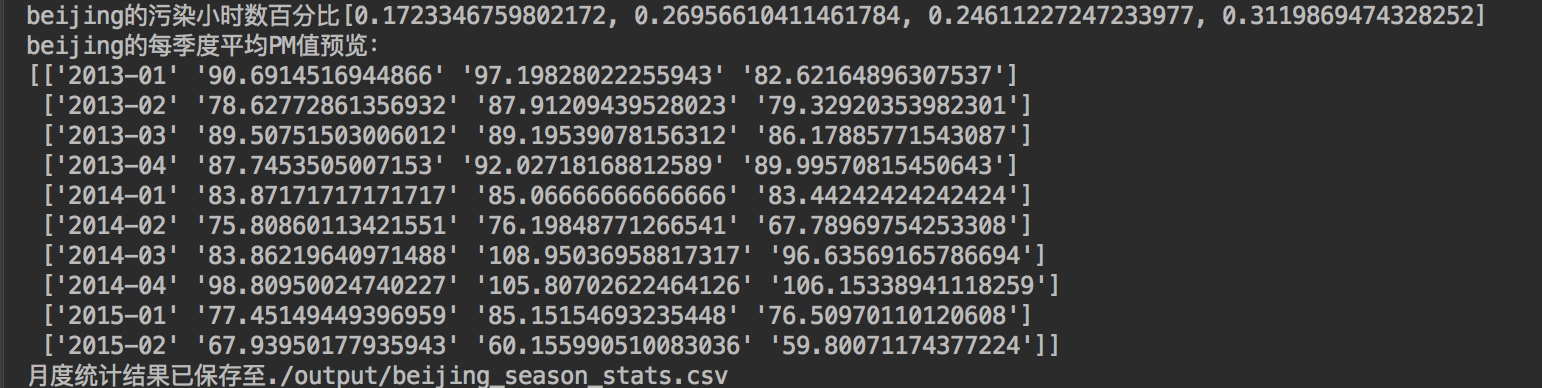 beijing的污染小时数百分比[0.1723346759802172, 0.26956610411461784, 0.24611227247233977, 0.3119869474328252]
beijing的每季度平均PM值预览：
[['2013-01' '90.6914516944866' '97.19828022255943' '82.62164896307537']
['2013-02' '78.62772861356932' '87.91209439528023' '79.32920353982301']
['2013-03' '89.50751503006012' '89.19539078156312' '86.17885771543087']
['2013-04' '87.7453505007153' '92.02718168812589' '89.99570815450643']
['2014-01' '83.87171717171717' '85.06666666666666' '83.44242424242424']
['2014-02' '75.80860113421551' '76.19848771266541' '67.78969754253308']
['2014-03' '83.86219640971488' '108.95036958817317' '96.63569165786694']
['2014-04' '98.80950024740227' '105.80702622464126' '106.15338941118259']
['2015-01' '77.45149449396959' '85.15154693235448' '76.50970110120608']
['2015-02' '67.93950177935943' '60.155990510083036' '59.80071174377224']]
月度统计结果已保存至./output/beijing_season_stats.csv